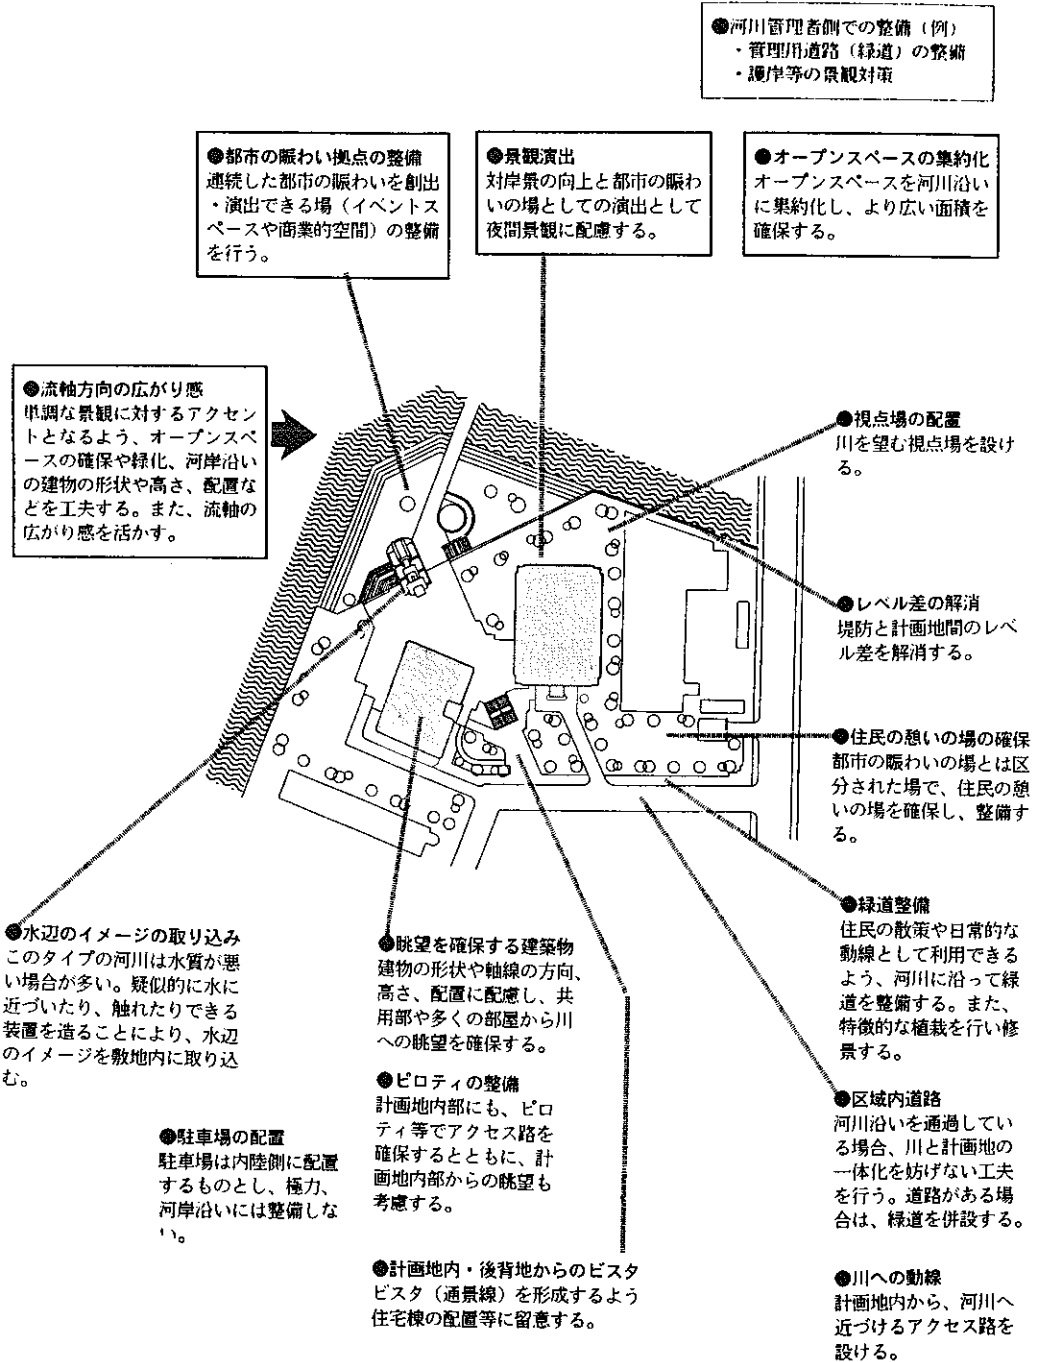 ●河川管理者側での整備（例）
・管理用道路（緑道）の整備
・護岸等の景観対策
●都市の賑わい拠点の整備
連続した都市の賑わいを創出
・演出できる場（イベントス
ペースや商業的空間）の整備
を行う。
●景観演出
対岸景の向上と都市の賑わ
いの場としての演出として
夜間景観に配慮する。
●オープンスペースの集約化
オープンスペースを河川沿い
に集約化し、より広い面積を
確保する。
●流軸方向の広がり感
単調な景観に対するアクセン
トとなるよう、オープンスペ
ースの確保や緑化、河岸沿い
の建物の形状や高さ、配置な
どを工夫する。また、流軸の
広がり感を活かす。
●視点場の配置
川を望む視点場を設け
る。
●レベル差の解消
堤防と計画地間のレベ
ル差を解消する。
●住民の憩いの場の確保
都市の賑わいの場とは区
分された場で、住民の憩
いの場を確保し、整備す
る。
●緑道整備
住民の散策や日常的な
動線として利用できる
よう、河川に沿って緑
道を整備する。また、
特徴的な植栽を行い修
景する。
●水辺のイメージの取り込み
このタイプの河川は水質が悪
い場合が多い。疑似的に水に
近づいたり、触れたりできる
装置を造ることにより、水辺
のイメージを敷地内に取り込
む。
●眺望を確保する建築物
建物の形状や軸線の方向、
高さ、配置に配慮し、共
用部や多くの部屋から川
への眺望を確保する。
●ピロティの整備
計画地内部にも、ピロ
ティ等でアクセス路を
確保するとともに、計
画地内部からの眺望も
考慮する。
●駐車場の配置
駐車場は内陸側に配置
するものとし、極力、
河岸沿いには整備しな
い。
●区域内道路
河川沿いを通過してい
る場合、川と計画地の
一体化を妨げない工夫
を行う。道路がある場
合は、緑道を併設する。
●計画地内・後背地からのビスタ
ビスタ（通景線）を形成するよう
住宅棟の配置等に留意する。
●川への動線
計画地内から、河川へ
近づけるアクセス路を
設ける。